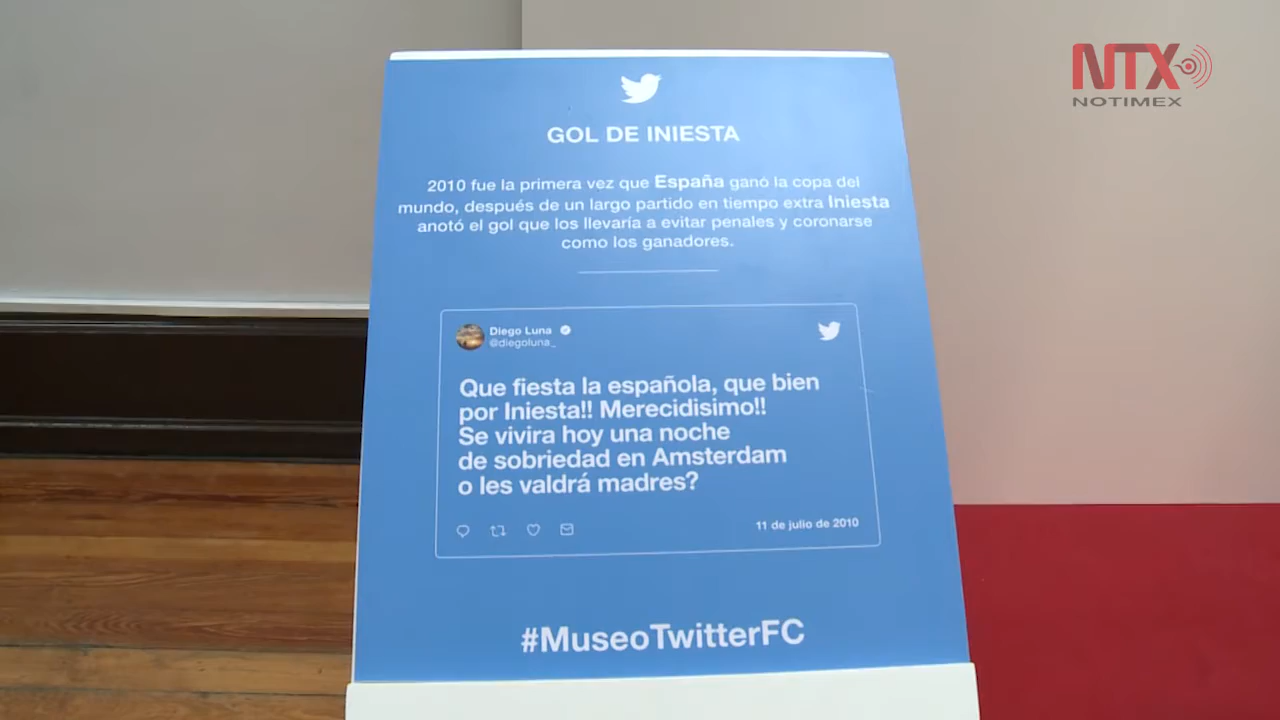 NTX
NOTIMEX
GOL DE INIESTA
2010 fue la primera vez que España ganó la copa del
mundo, después de un largo partido en tiempo extra Iniesta
anotó el gol que los llevaría a evitar penales y coronarse
como los ganadores.
Diego Luna
@diegoluna_
Que fiesta la española, que bien
por Iniesta!! Merecidisimo!!
Se vivira hoy una noche
de sobriedad en Amsterdam
o les valdrá madres?
11 de julio de 2010
#MuseoTwitterFC